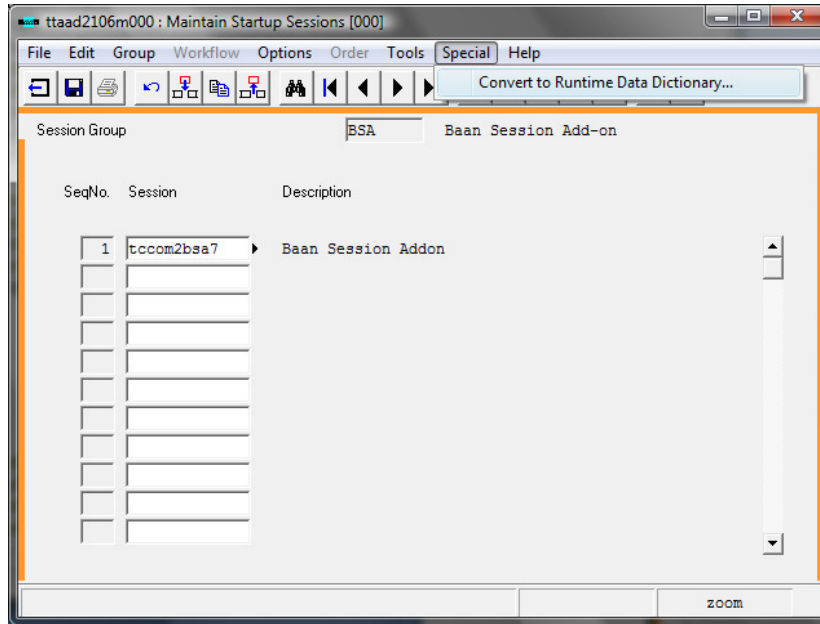 ttaad2106m000 : Maintain Startup Sessions [000]
File Edit Group Workflow Options Order Tools Special Help
Convert to Runtime Data Dictionary...
Session Group BSA Baan Session Add-on
SeqNo. Session Description
1 tccom2bsa7 Baan Session Addon
zoom